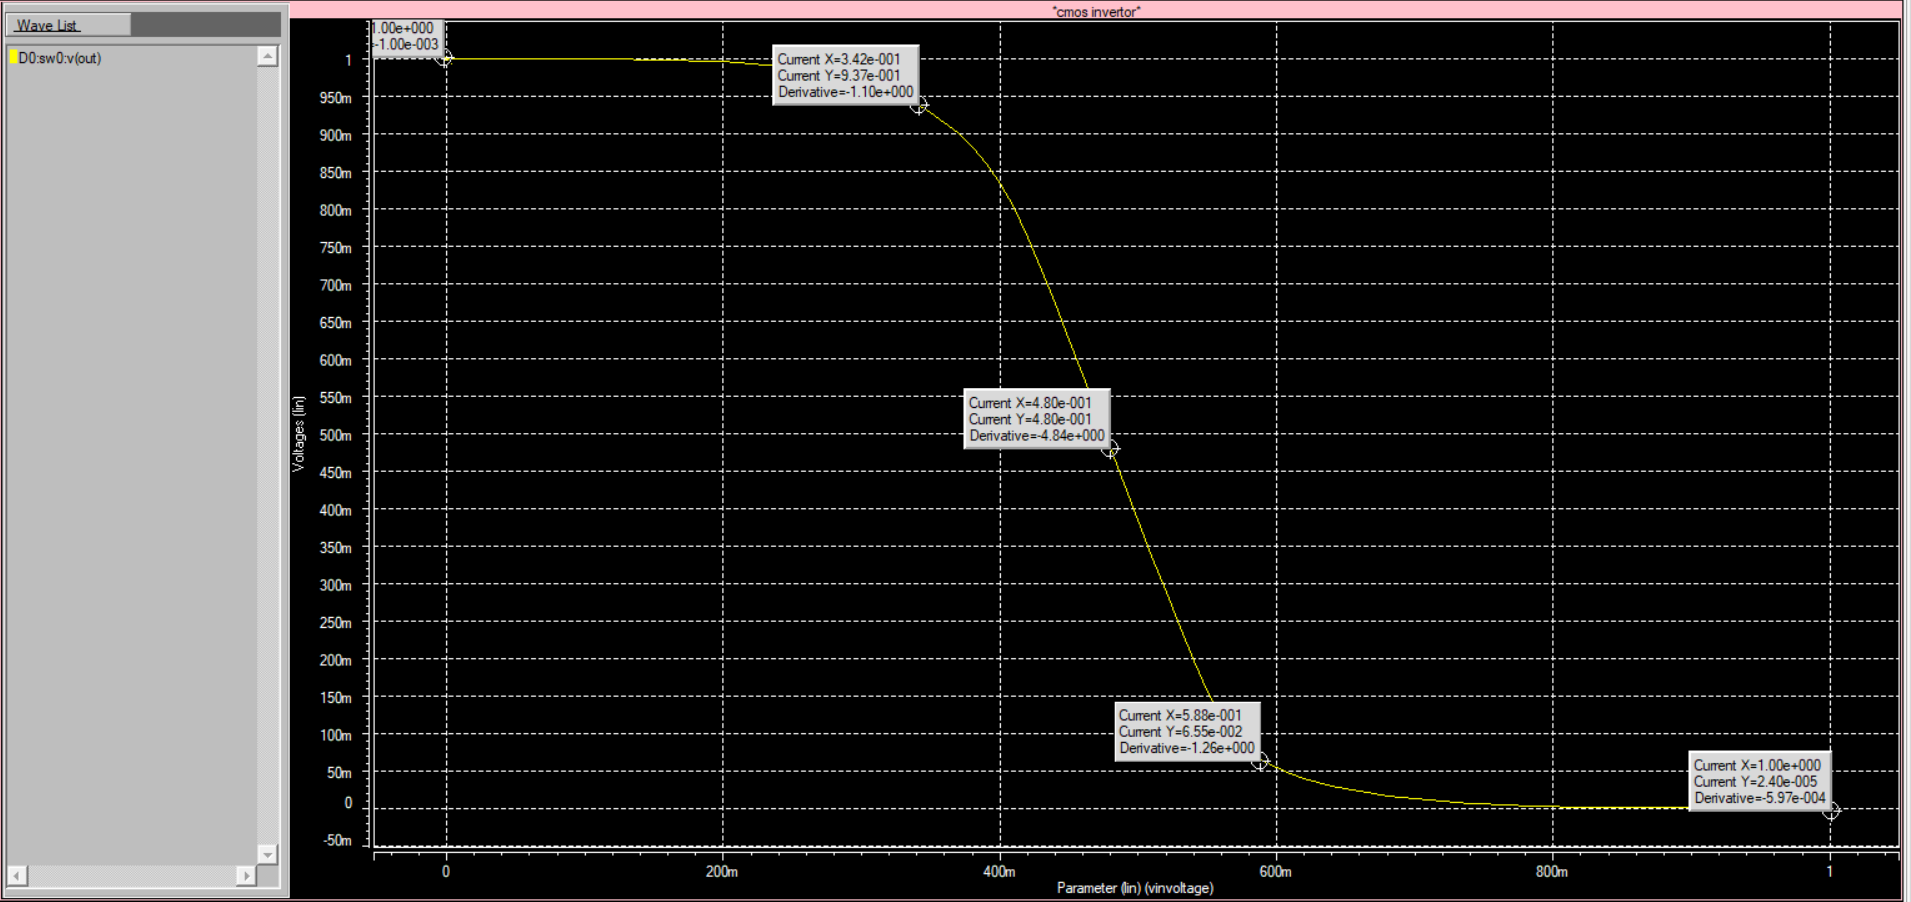 "cmos invertor"
Wave List
D0:sw0:v(out)
1.00e+000
=-1.00e-003
Current X=3.42e-001
Current Y=9.37e-001
Derivative=-1.10e+000
Current X=4.80e-001
Current Y=4.80e-001
Derivative=-4.84e+000
Current X=5.88e-001
Current Y=6.55e-002
Derivative=-1.26e+000
Current X=1.00e+000
Current Y=2.40e-005
Derivative=-5.97e-004
Voltages (lin)
1
950m
900m
850m
800m
750m
700m
650m
600m
550m
500m
450m
400m
350m
300m
250m
200m
150m
100m
50m
0
-50m
0
200m
400m
600m
800m
1
Parameter (lin) (vinvoltage)